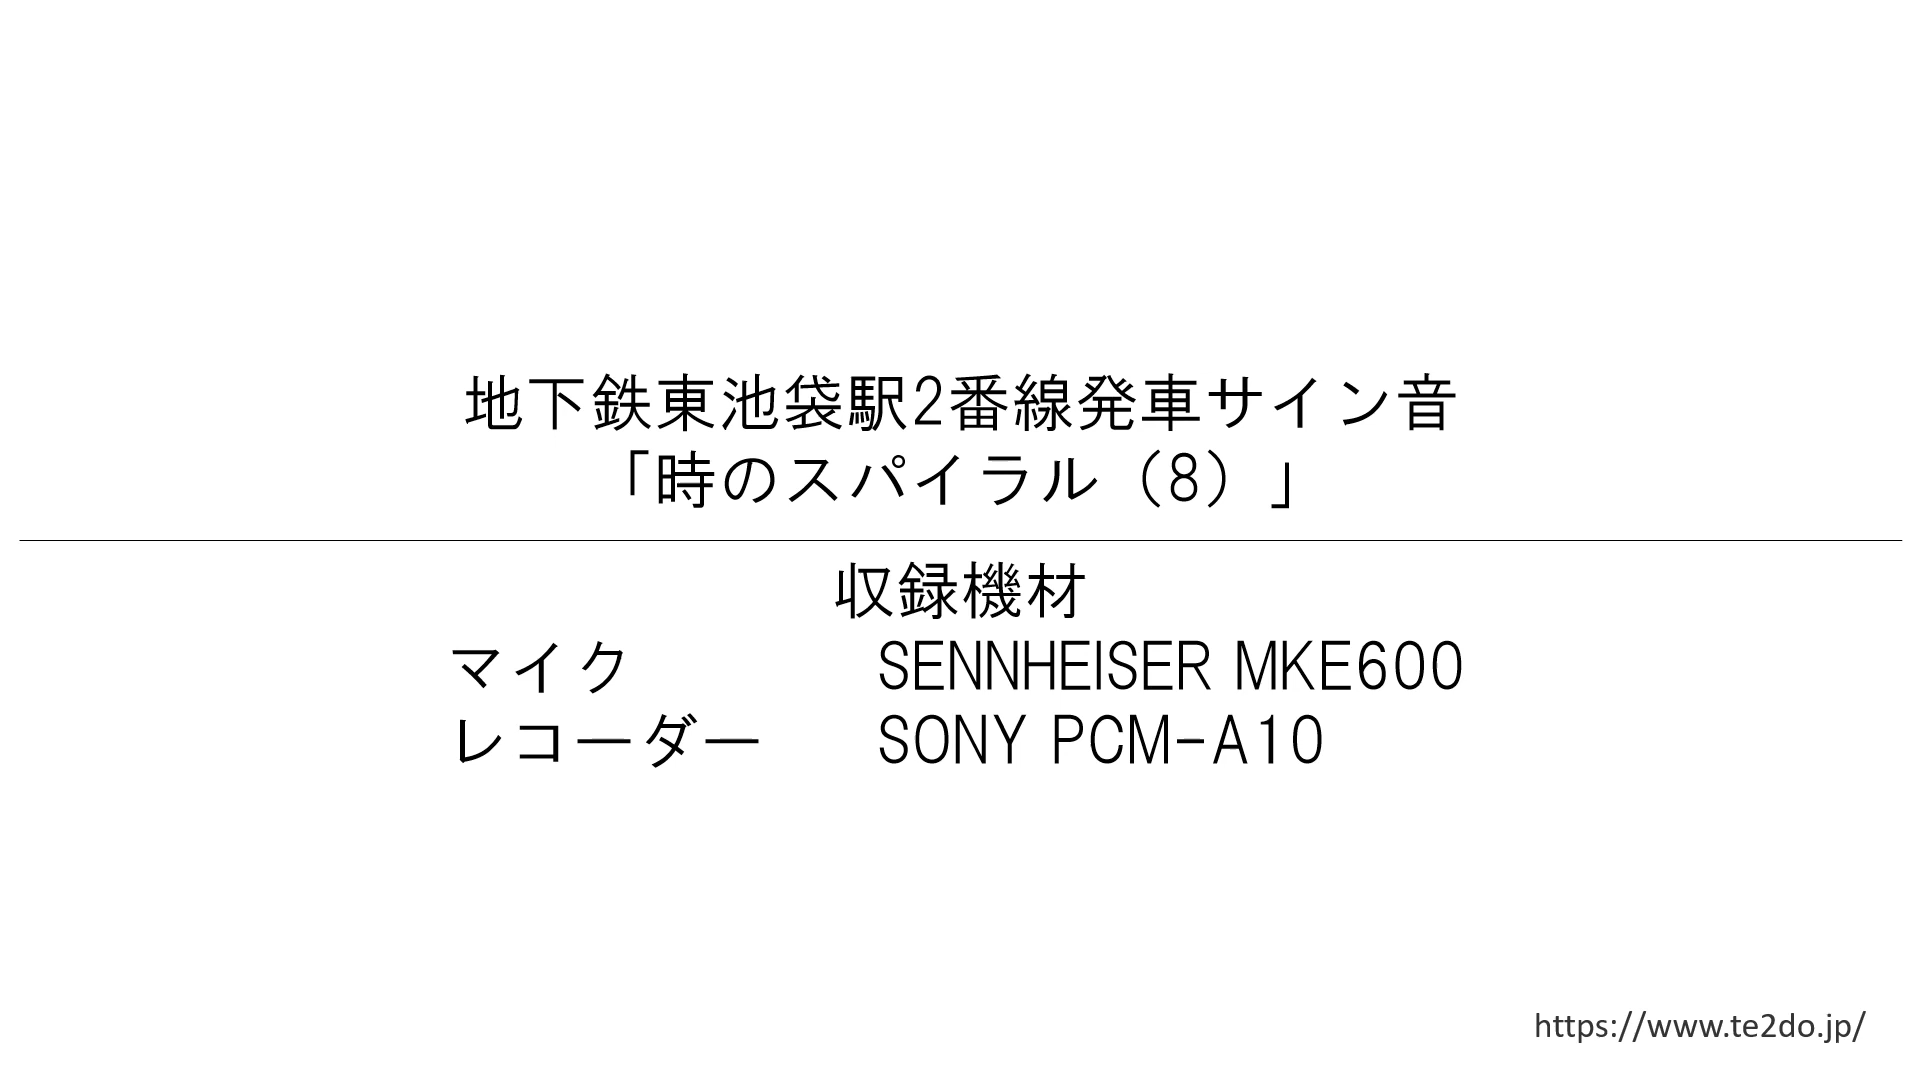 地下鉄東池袋駅2番線発車サイン音
「時のスパイラル（8）」
収録機材
マイク　　　　SENNHEISER MKE600
レコーダー　　SONY PCM-A10
https://www.te2do.jp/